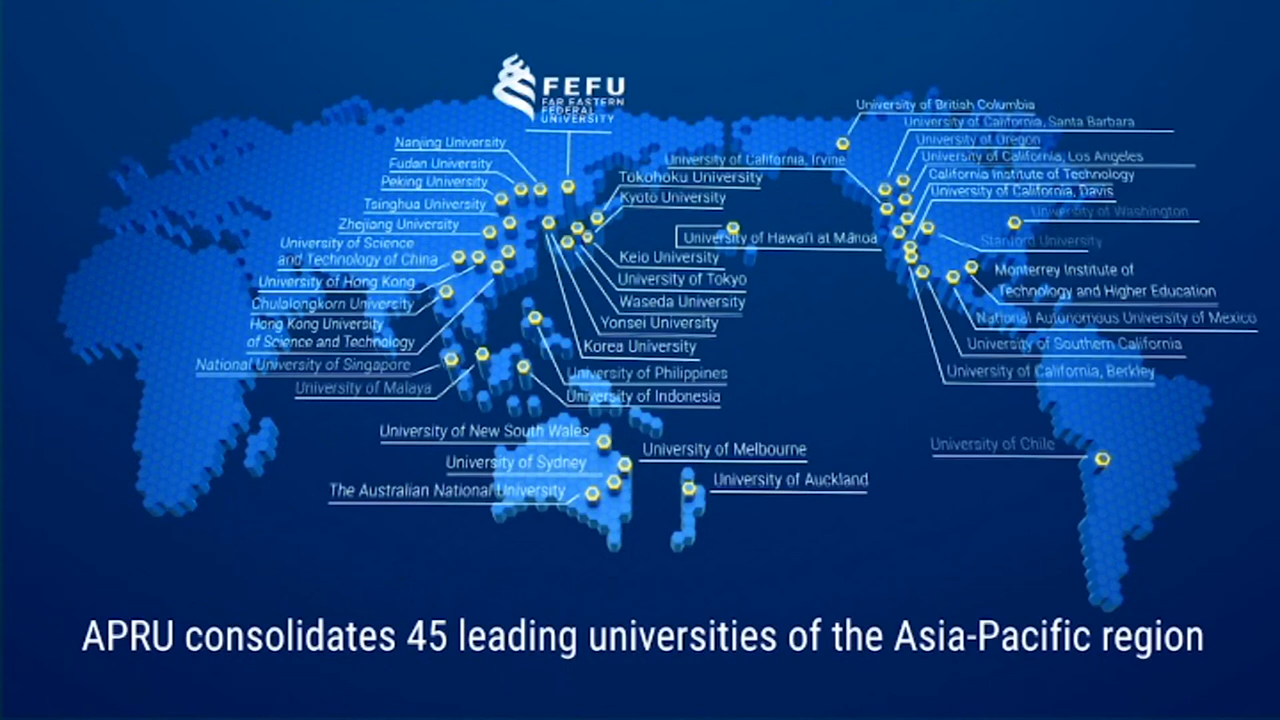 FEFU
FAR EASTERN
FEDERAL
UNIVERSITY
Nanjing University
Fudan University
Peking University
Tsinghua University
Zhejiang University
University of Science
and Technology of China
University of Hong Kong
Chulalongkorn University
Hong Kong University
of Science and Technology
National University of Singapore
University of Malaya
Tokohoku University
Kyoto University
Keio University
University of Tokyo
Waseda University
Yonsei University
Korea University
University of Philippines
University of Indonesia
University of New South Wales
University of Sydney
The Australian National University
University of Melbourne
University of Auckland
University of British Columbia
University of California, Santa Barbara
University of Oregon
University of California, Irvine
University of California, Los Angeles
California Institute of Technology
University of California, Davis
University of Washington
University of Hawai'i at Mānoa
Stanford University
Monterrey Institute of
Technology and Higher Education
National Autonomous University of Mexico
University of Southern California
University of California, Berkley
University of Chile
APRU consolidates 45 leading universities of the Asia-Pacific region